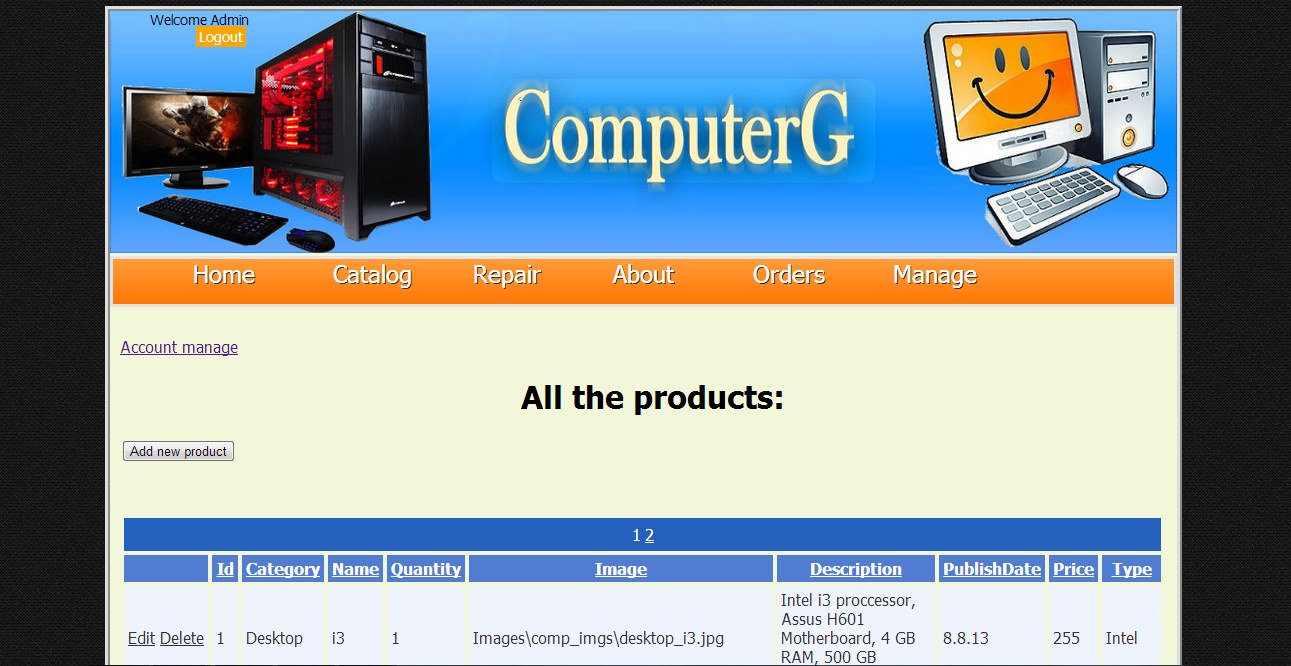 Welcome Admin
Logout
ComputerG
Home Catalog Repair About Orders Manage
Account manage
All the products:
Add new product
1 2
Id Category Name Quantity Image Description PublishDate Price Type
Edit Delete 1 Desktop i3 1 Images\comp_imgs\desktop_i3.jpg Intel i3 proccessor, 8.8.13 255 Intel
Assus H601
Motherboard, 4 GB
RAM, 500 GB